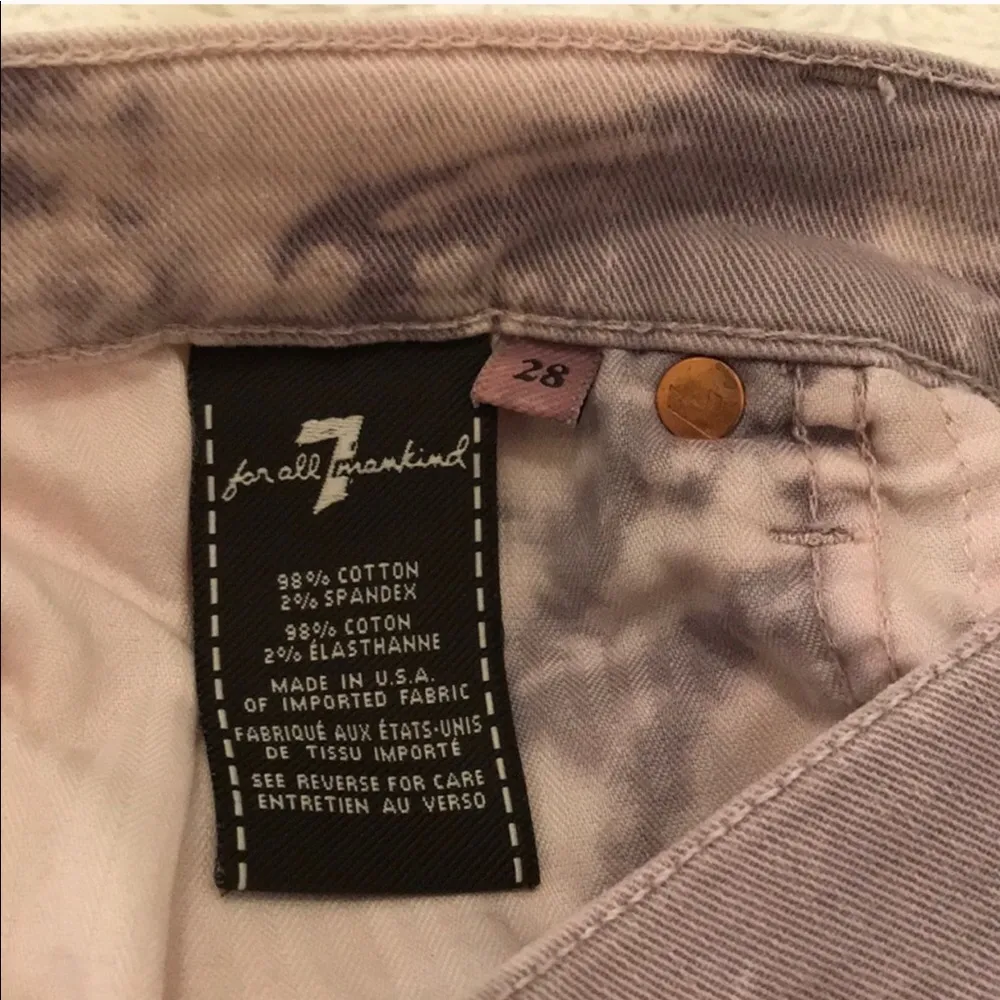 28
for all 7 mankind
98% COTTON
2% SPANDEX
98% COTON
2% ÉLASTHANNE
MADE IN U.S.A.
OF IMPORTED FABRIC
FABRIQUÉ AUX ÉTATS-UNIS
DE TISSU IMPORTÉ
SEE REVERSE FOR CARE
ENTRETIEN AU VERSO